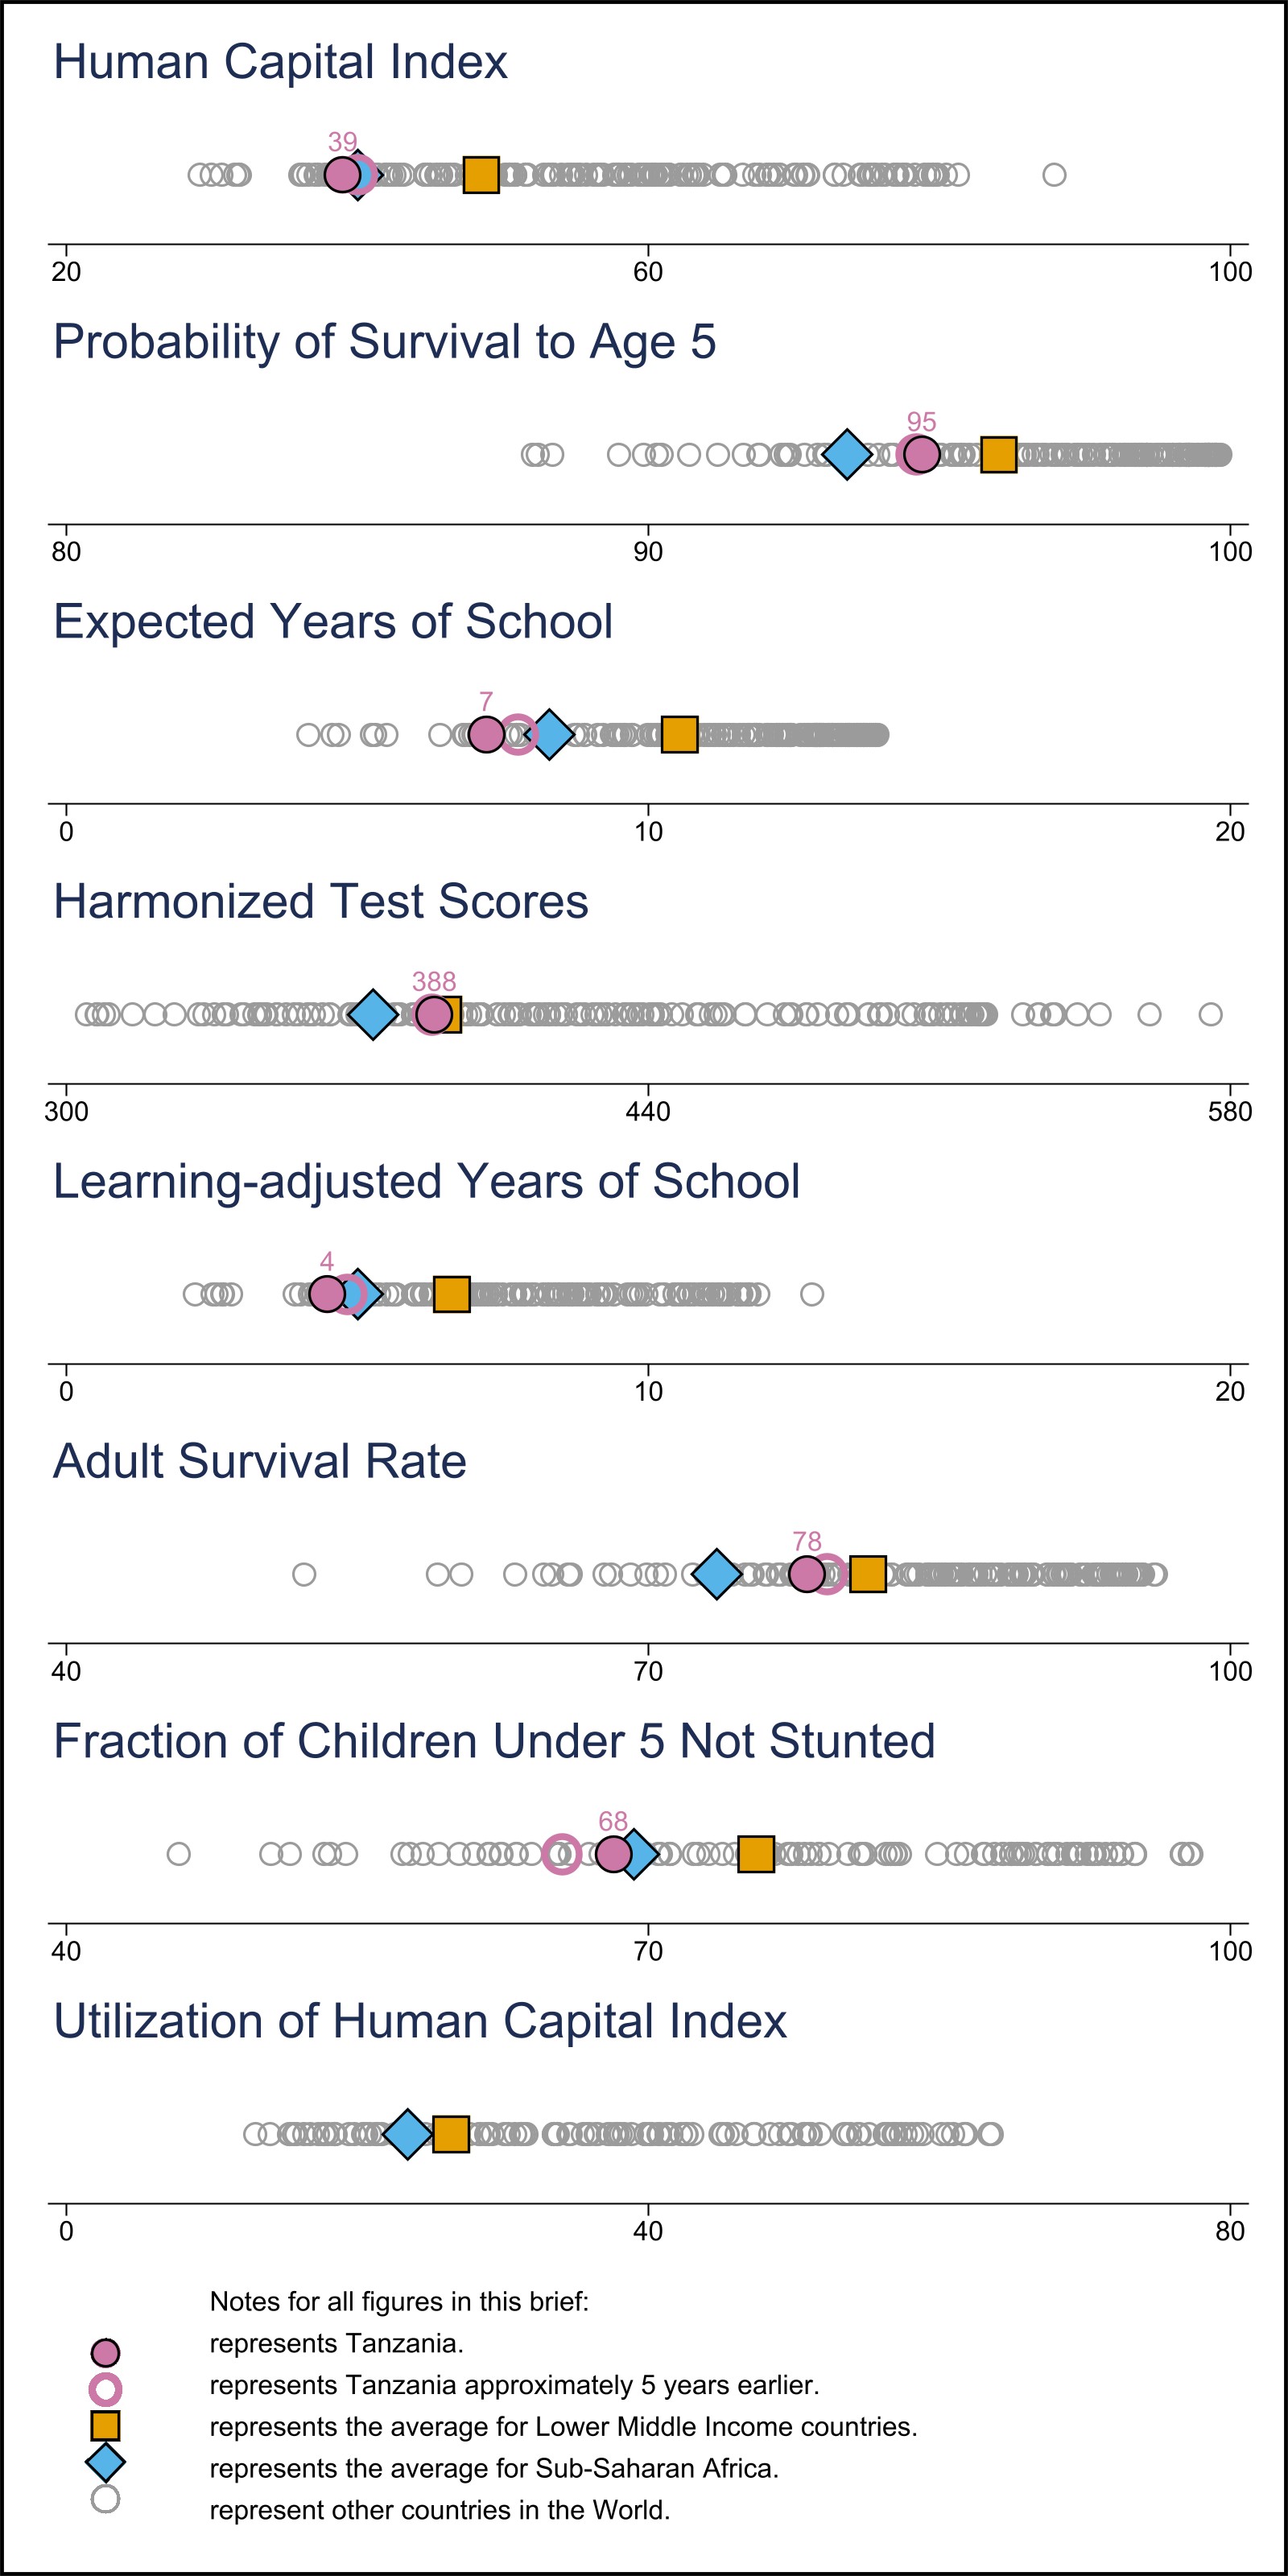 Human Capital Index
39
20 60 100
Probability of Survival to Age 5
95
80 90 100
Expected Years of School
7
0 10 20
Harmonized Test Scores
388
300 440 580
Learning-adjusted Years of School
4
0 10 20
Adult Survival Rate
78
40 70 100
Fraction of Children Under 5 Not Stunted
68
40 70 100
Utilization of Human Capital Index
0 40 80
Notes for all figures in this brief:
represents Tanzania.
represents Tanzania approximately 5 years earlier.
represents the average for Lower Middle Income countries.
represents the average for Sub-Saharan Africa.
represent other countries in the World.